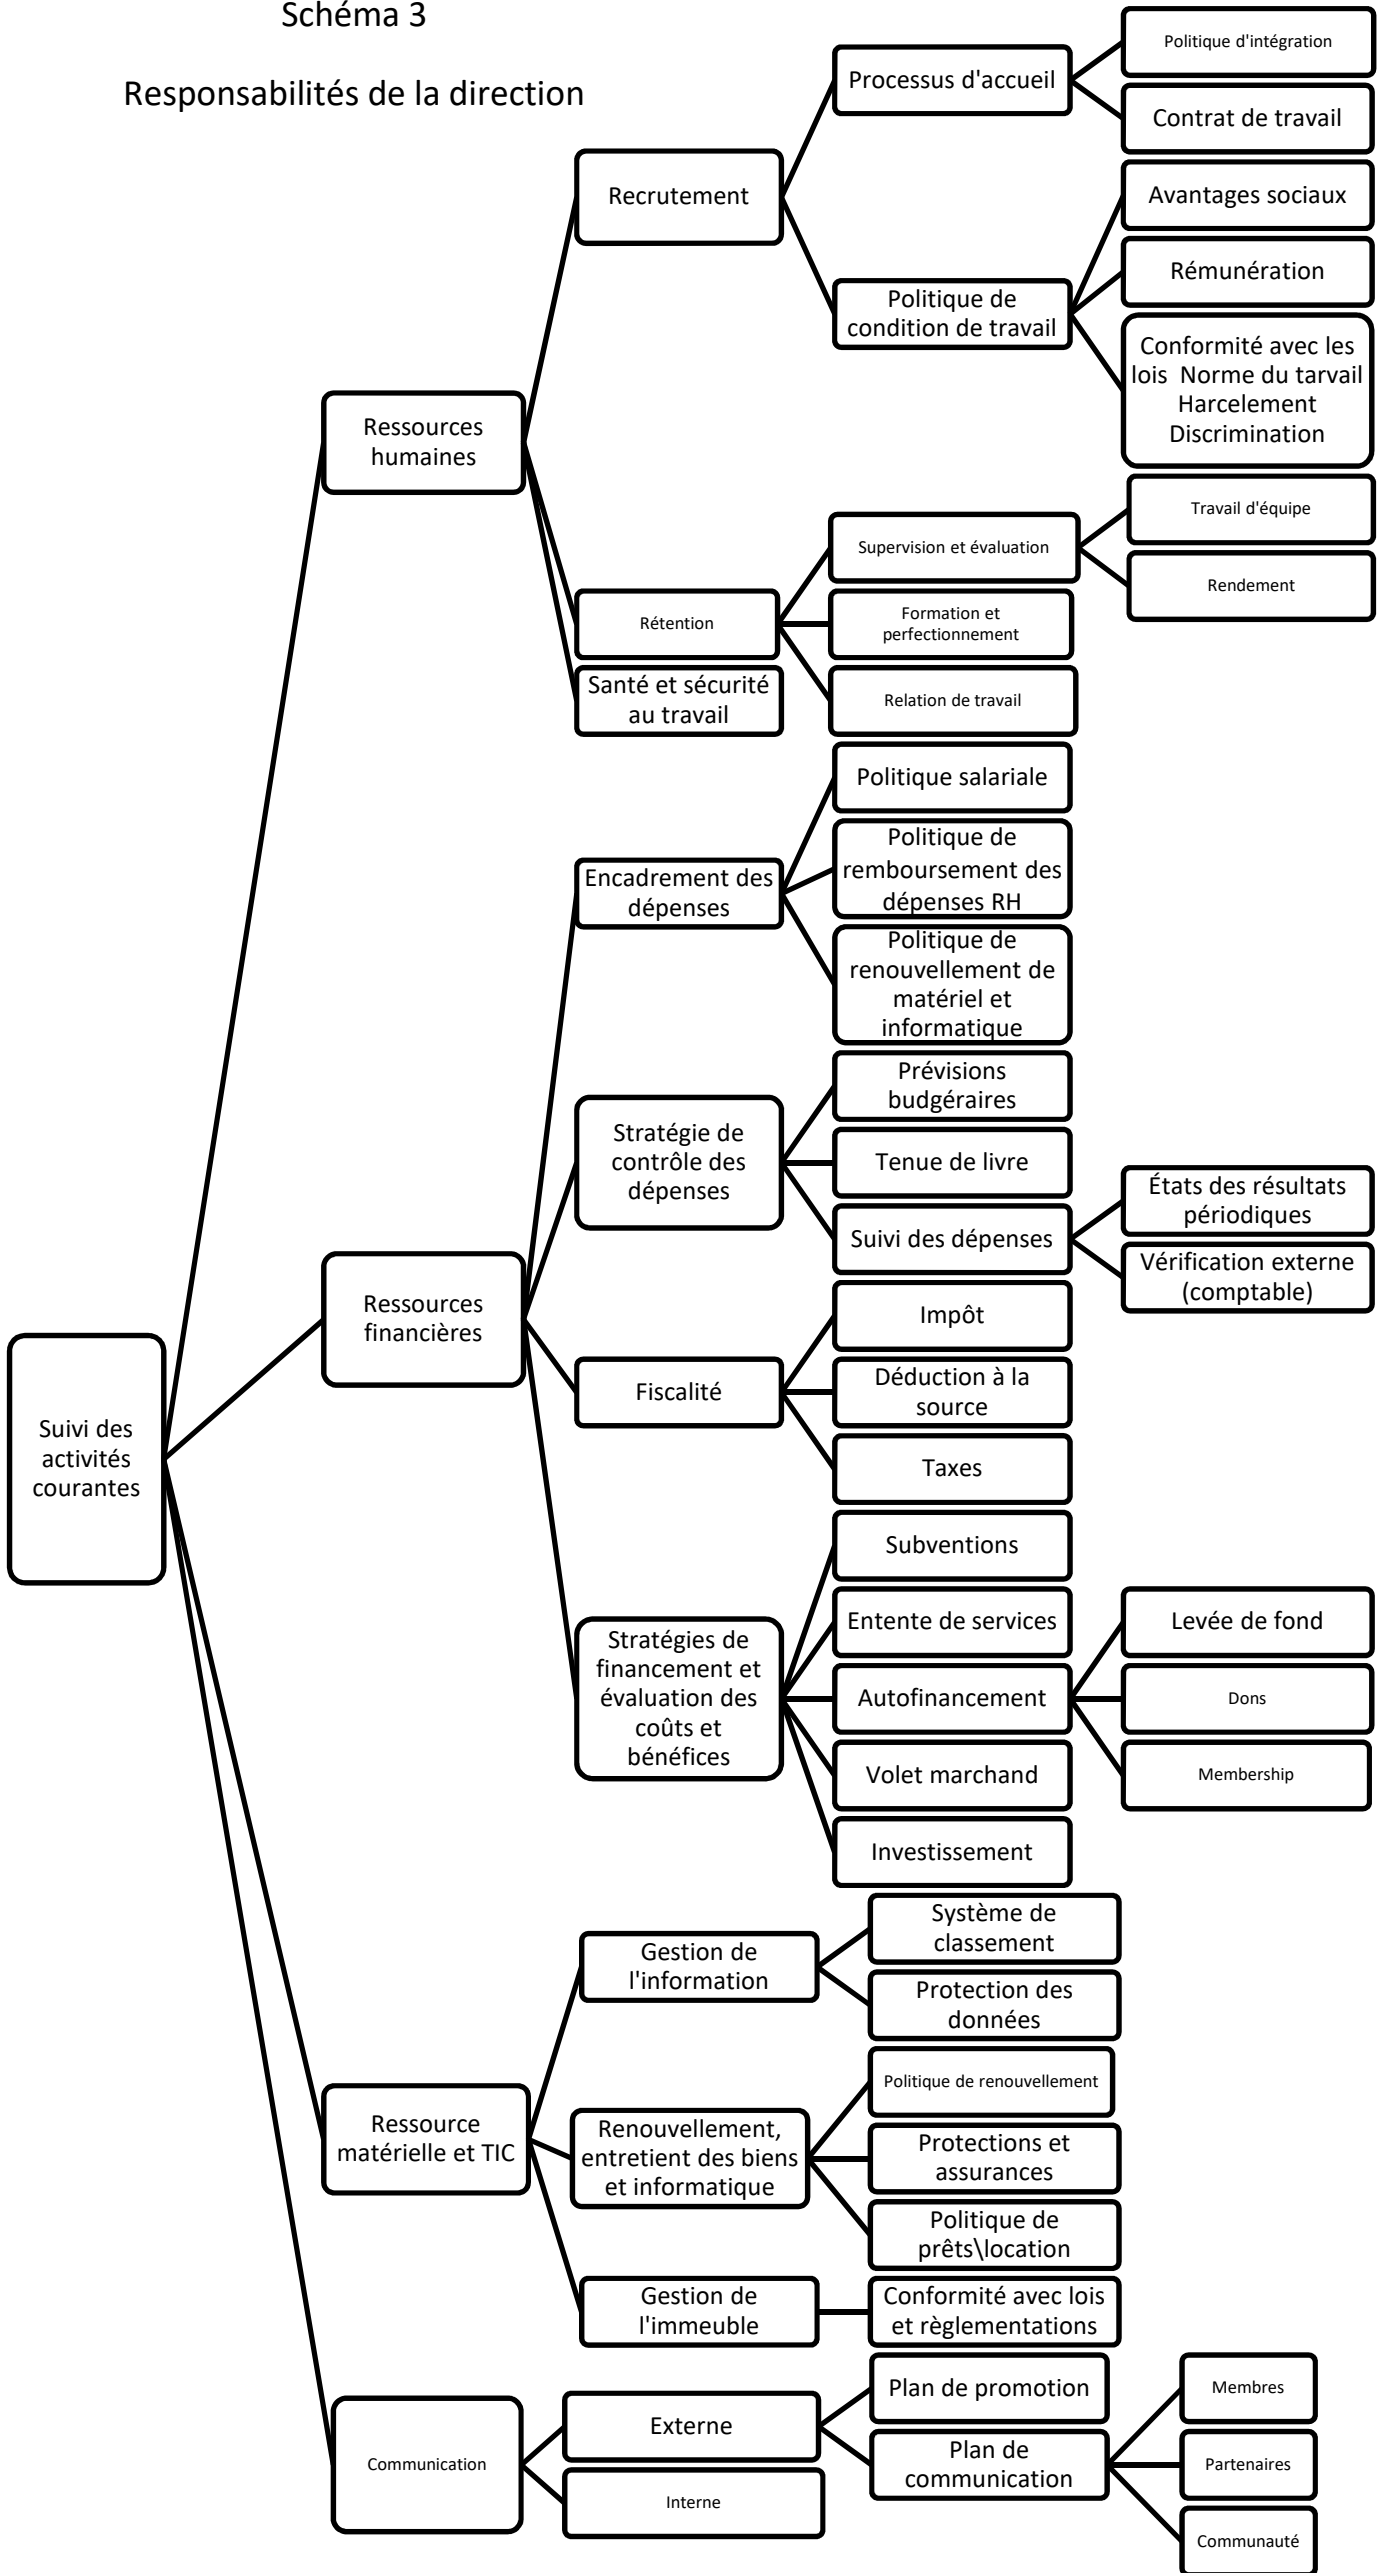 Schéma 3
Responsabilités de la direction
Suivi des
activités
courantes
Ressources
humaines
Recrutement
Processus d'accueil
Politique d'intégration
Contrat de travail
Politique de
condition de travail
Avantages sociaux
Rémunération
Conformité avec les
lois  Norme du tarvail
Harcelement
Discrimination
Rétention
Supervision et évaluation
Travail d'équipe
Rendement
Formation et
perfectionnement
Relation de travail
Santé et sécurité
au travail
Ressources
financières
Encadrement des
dépenses
Politique salariale
Politique de
remboursement des
dépenses RH
Politique de
renouvellement de
matériel et
informatique
Stratégie de
contrôle des
dépenses
Prévisions
budgéraires
Tenue de livre
Suivi des dépenses
États des résultats
périodiques
Vérification externe
(comptable)
Fiscalité
Impôt
Déduction à la
source
Taxes
Stratégies de
financement et
évaluation des
coûts et
bénéfices
Subventions
Entente de services
Autofinancement
Levée de fond
Dons
Membership
Volet marchand
Investissement
Ressource
matérielle et TIC
Gestion de
l'information
Système de
classement
Protection des
données
Renouvellement,
entretient des biens
et informatique
Politique de renouvellement
Protections et
assurances
Politique de
prêts\location
Gestion de
l'immeuble
Conformité avec lois
et règlementations
Communication
Externe
Plan de promotion
Plan de
communication
Membres
Partenaires
Communauté
Interne